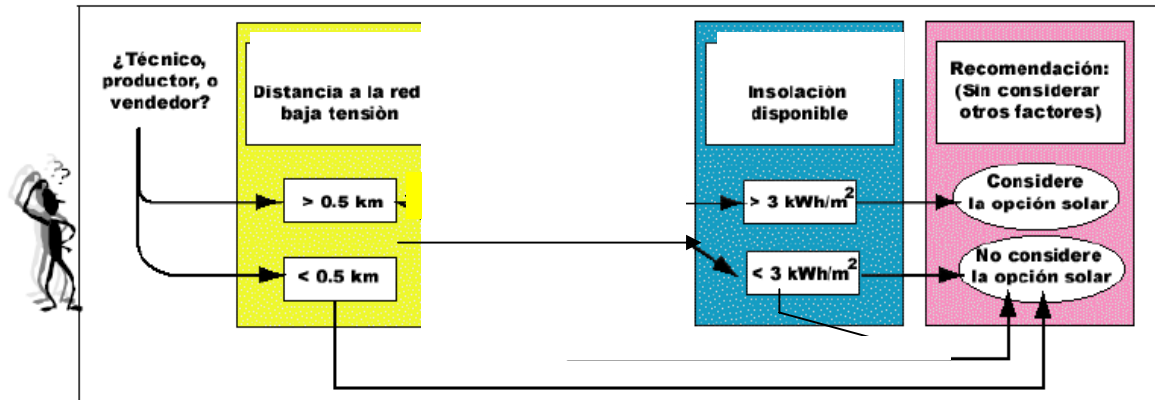 ¿Técnico,
productor, o
vendedor?
Distancia a la red
baja tensiòn
> 0.5 km
< 0.5 km
Insolaciòn
disponible
> 3 kWh/m²
< 3 kWh/m²
Recomendaciòn:
(Sin considerar
otros factores)
Considere
la opción solar
No considere
la opción solar
??